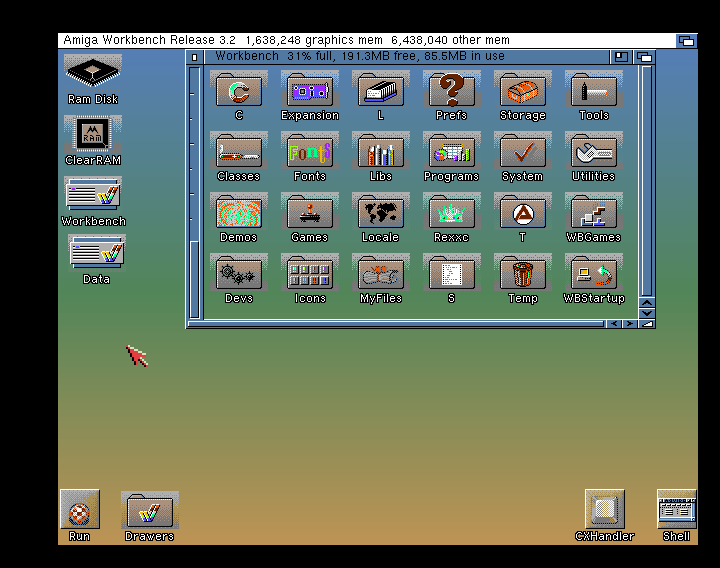 Amiga Workbench Release 3.2 1,638,248 graphics mem 6,438,040 other mem
Workbench 31% full, 191.3MB free, 85.5MB in use
Ram Disk
RAM
ClearRAM
Workbench
Data
C Expansion L Prefs Storage Tools
Fonts
Classes Fonts Libs Programs System Utilities
Demos Games Locale Rexxc T WBGames
Devs Icons MyFiles S Temp WBStartup
Run Drawers CXHandler Shell